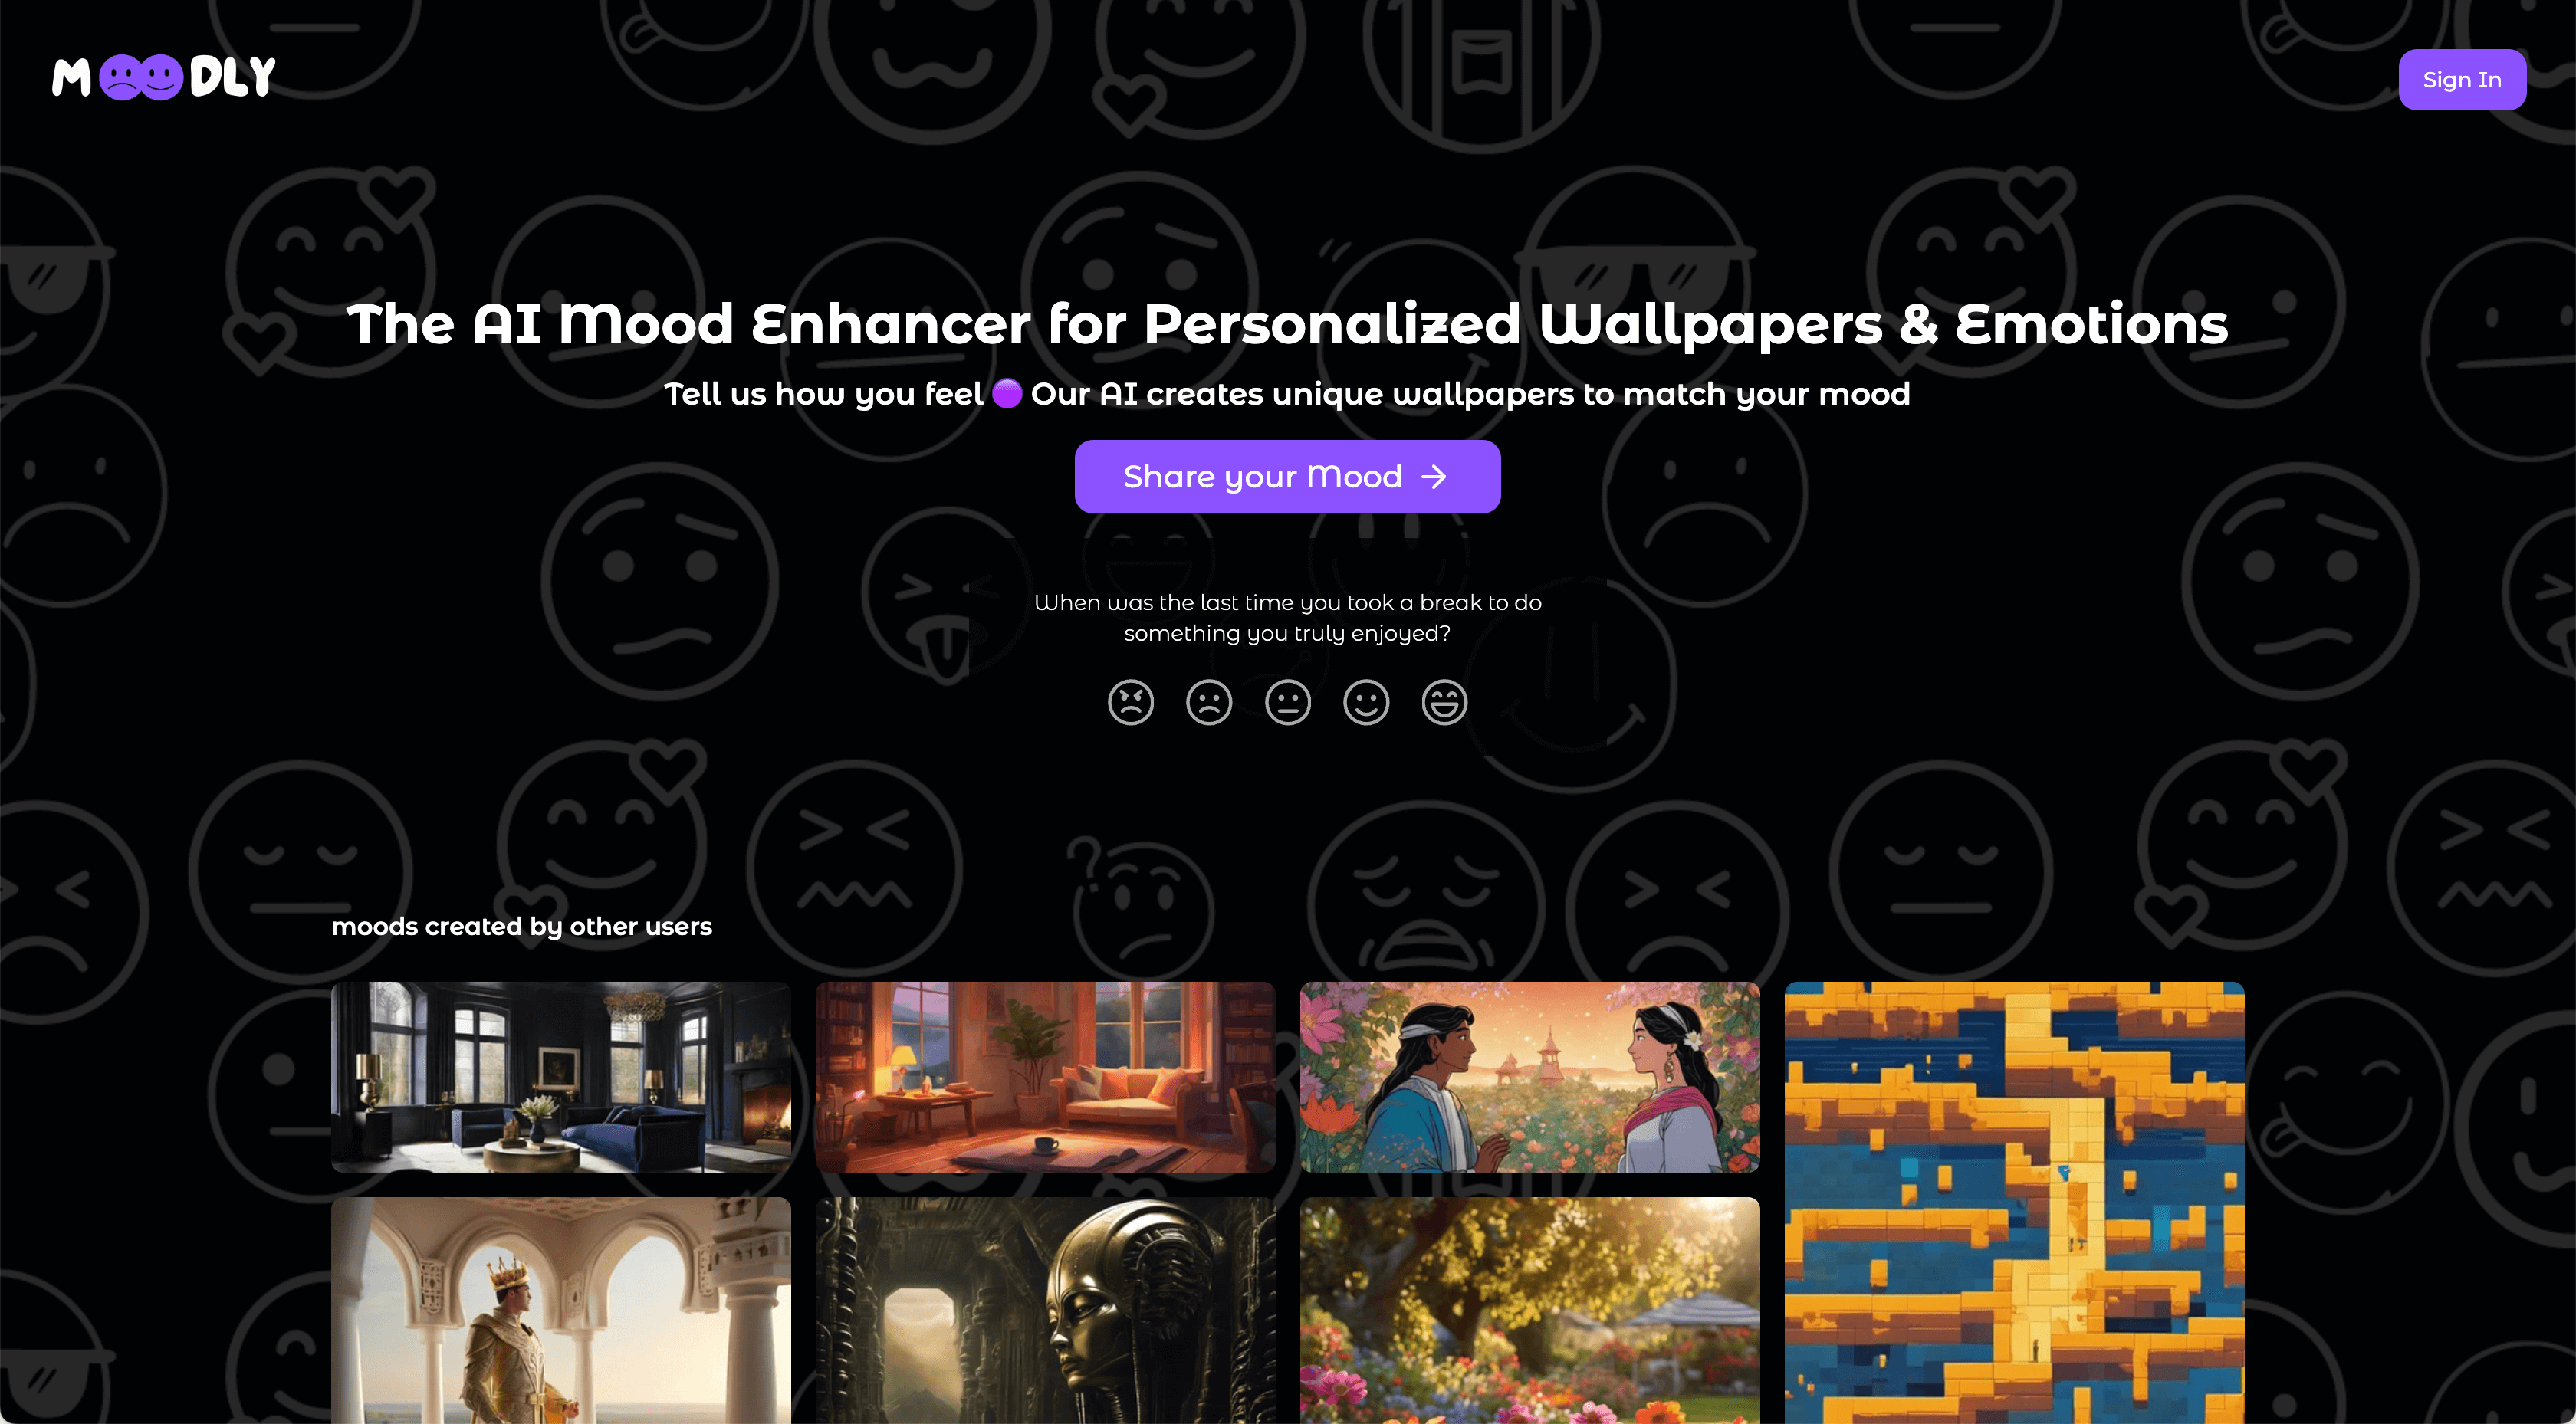 MOODLY
Sign In
The AI Mood Enhancer for Personalized Wallpapers & Emotions
Tell us how you feel 🟣 Our AI creates unique wallpapers to match your mood
Share your Mood →
When was the last time you took a break to do
something you truly enjoyed?
moods created by other users